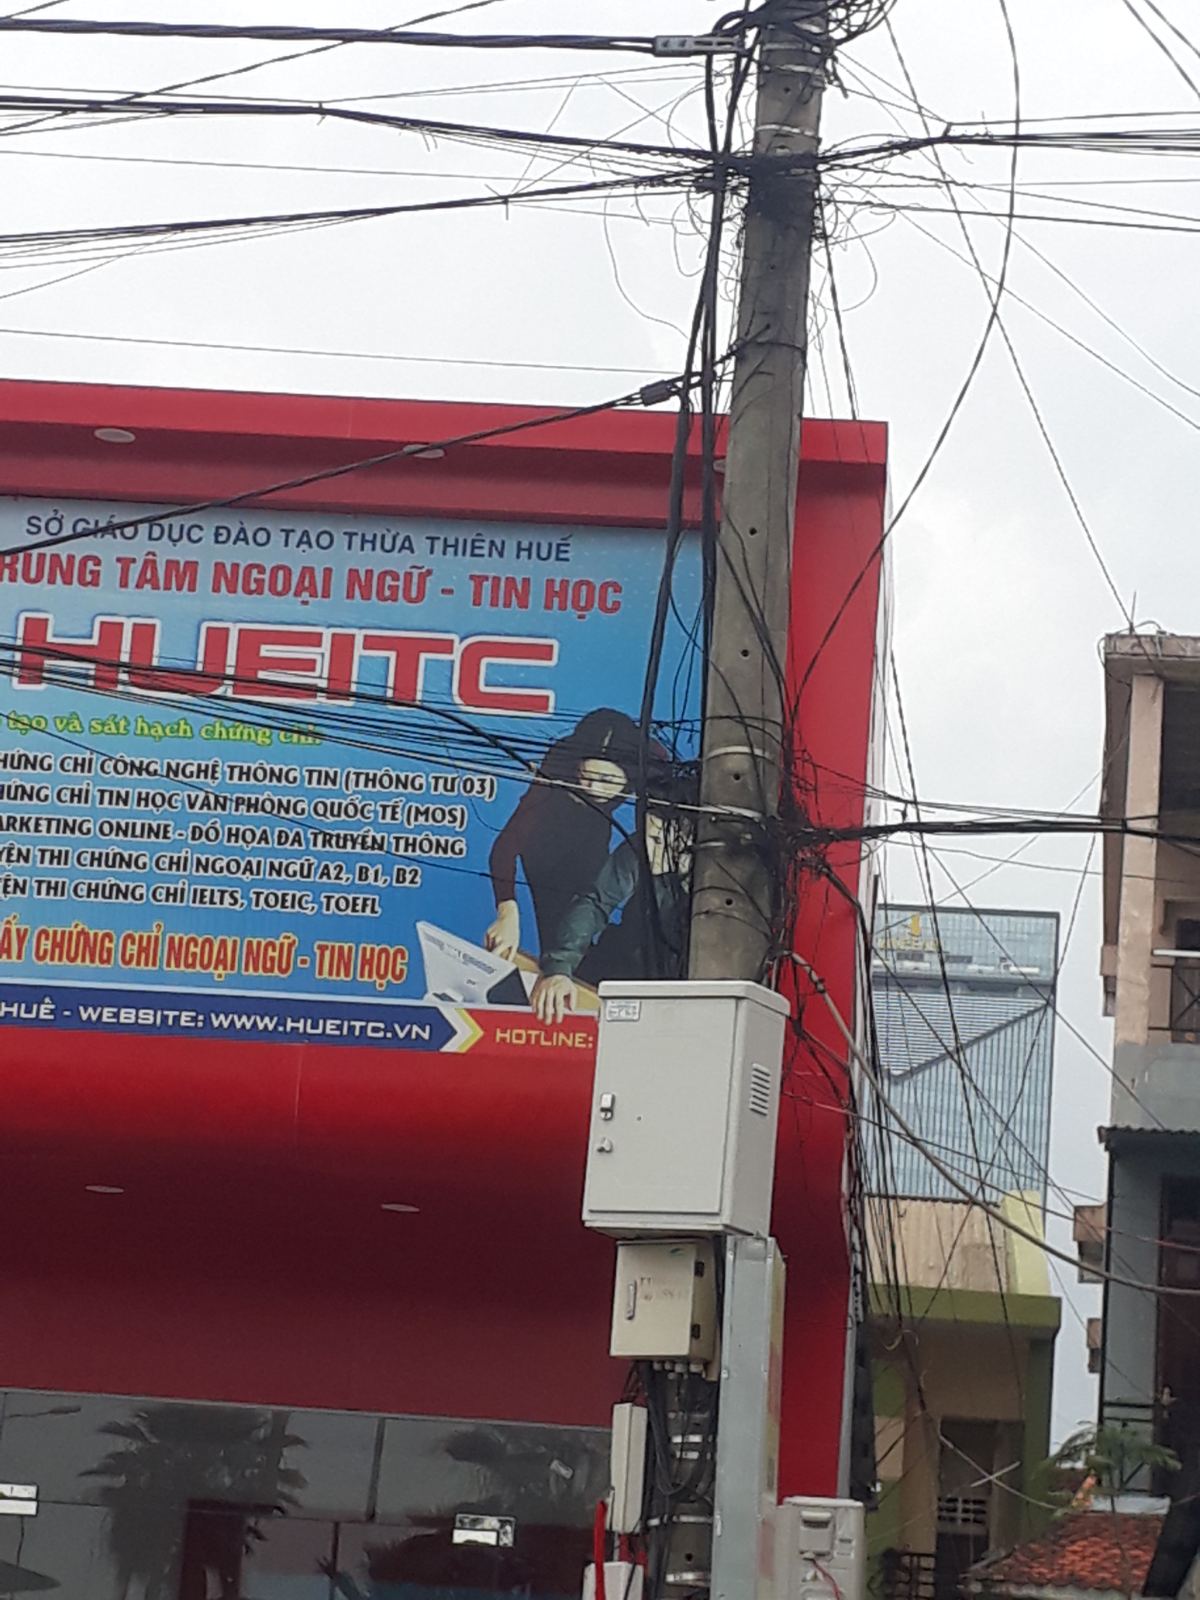 SỞ GIÁO DỤC ĐÀO TẠO THỪA THIÊN HUẾ
RUNG TÂM NGOẠI NGỮ - TIN HỌC
HUEITC
tạo và sát hạch chứng chỉ:
HỨNG CHỈ CÔNG NGHỆ THÔNG TIN (THÔNG TƯ 03)
HỨNG CHỈ TIN HỌC VĂN PHÒNG QUỐC TẾ (MOS)
ARKETING ONLINE - ĐỒ HỌA ĐA TRUYỀN THÔNG
YỆN THI CHỨNG CHỈ NGOẠI NGỮ A2, B1, B2
YỆN THI CHỨNG CHỈ IELTS, TOEIC, TOEFL
ẤY CHỨNG CHỈ NGOẠI NGỮ - TIN HỌC
HUẾ - WEBSITE: WWW.HUEITC.VN
HOTLINE: